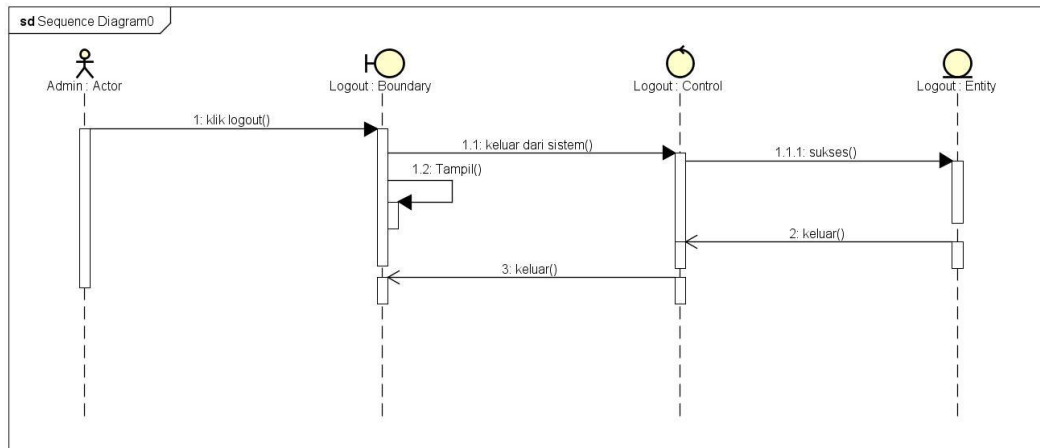 sd Sequence Diagram0
Admin : Actor
Logout : Boundary
Logout : Control
Logout : Entity
1: klik logout()
1.1: keluar dari sistem()
1.1.1: sukses()
1.2: Tampil()
2: keluar()
3: keluar()